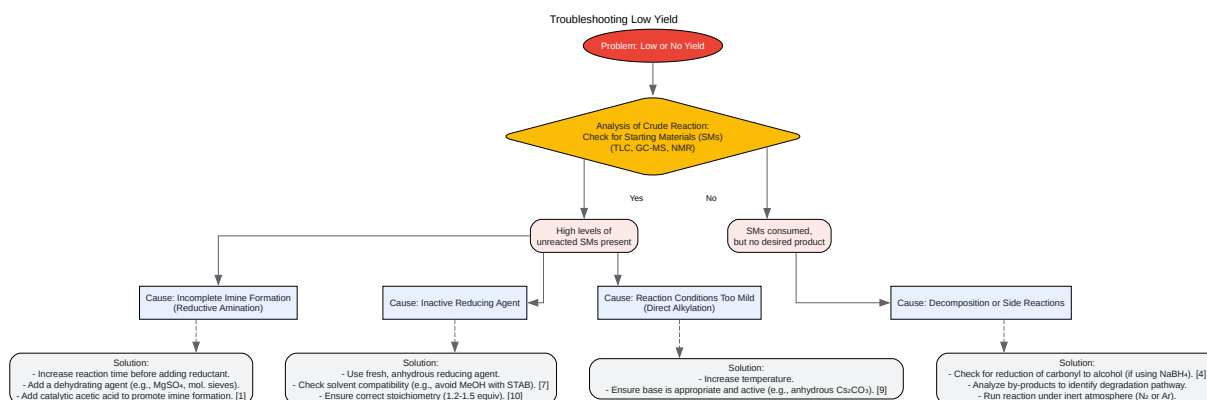 Troubleshooting Low Yield
Problem: Low or No Yield
Analysis of Crude Reaction:
Check for Starting Materials (SMs)
(TLC, GC-MS, NMR)
Yes
No
High levels of
unreacted SMs present
SMs consumed,
but no desired product
Cause: Incomplete Imine Formation
(Reductive Amination)
Cause: Inactive Reducing Agent
Cause: Reaction Conditions Too Mild
(Direct Alkylation)
Cause: Decomposition or Side Reactions
Solution:
- Increase reaction time before adding reductant.
- Add a dehydrating agent (e.g., MgSO₄, mol. sieves).
- Add catalytic acetic acid to promote imine formation. [1]
Solution:
- Use fresh, anhydrous reducing agent.
- Check solvent compatibility (e.g., avoid MeOH with STAB). [7]
- Ensure correct stoichiometry (1.2-1.5 equiv). [10]
Solution:
- Increase temperature.
- Ensure base is appropriate and active (e.g., anhydrous Cs₂CO₃). [9]
Solution:
- Check for reduction of carbonyl to alcohol (if using NaBH₄). [4]
- Analyze by-products to identify degradation pathway.
- Run reaction under inert atmosphere (N₂ or Ar).